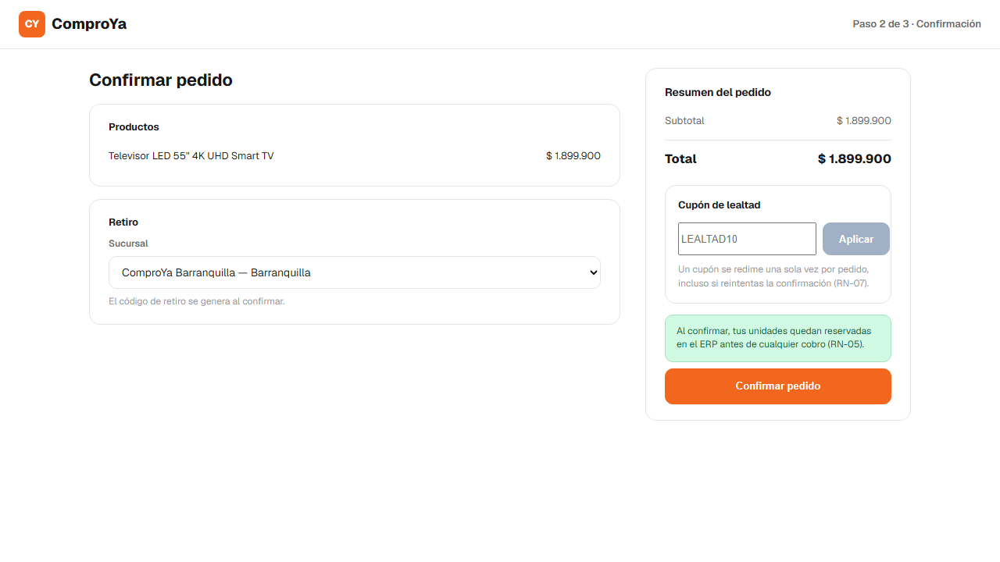 CY ComproYa
Paso 2 de 3 · Confirmación
Confirmar pedido
Productos
Televisor LED 55" 4K UHD Smart TV $ 1.899.900
Retiro
Sucursal
ComproYa Barranquilla — Barranquilla
El código de retiro se genera al confirmar.
Resumen del pedido
Subtotal $ 1.899.900
Total $ 1.899.900
Cupón de lealtad
LEALTAD10 Aplicar
Un cupón se redime una sola vez por pedido,
incluso si reintentas la confirmación (RN-07).
Al confirmar, tus unidades quedan reservadas
en el ERP antes de cualquier cobro (RN-05).
Confirmar pedido